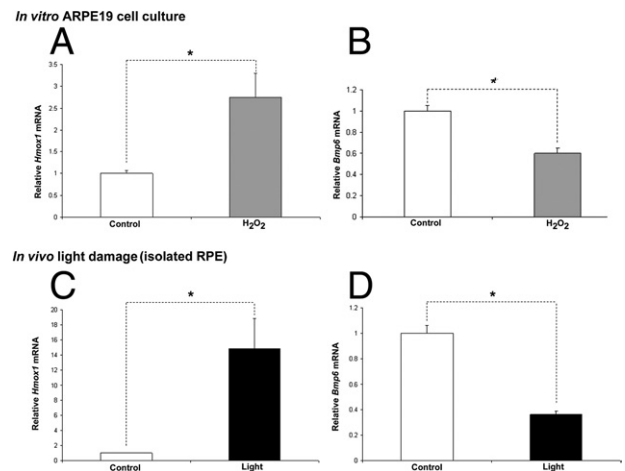 In vitro ARPE19 cell culture
A
*
Relative Hmox1 mRNA
3.5
3
2.5
2
1.5
1
0.5
0
Control
H2O2
B
*
Relative Bmp6 mRNA
1.2
1
0.8
0.6
0.4
0.2
0
Control
H2O2
In vivo light damage (isolated RPE)
C
*
Relative Hmox1 mRNA
20
18
16
14
12
10
8
6
4
2
0
Control
Light
D
*
Relative Bmp6 mRNA
1.2
1
0.8
0.6
0.4
0.2
0
Control
Light